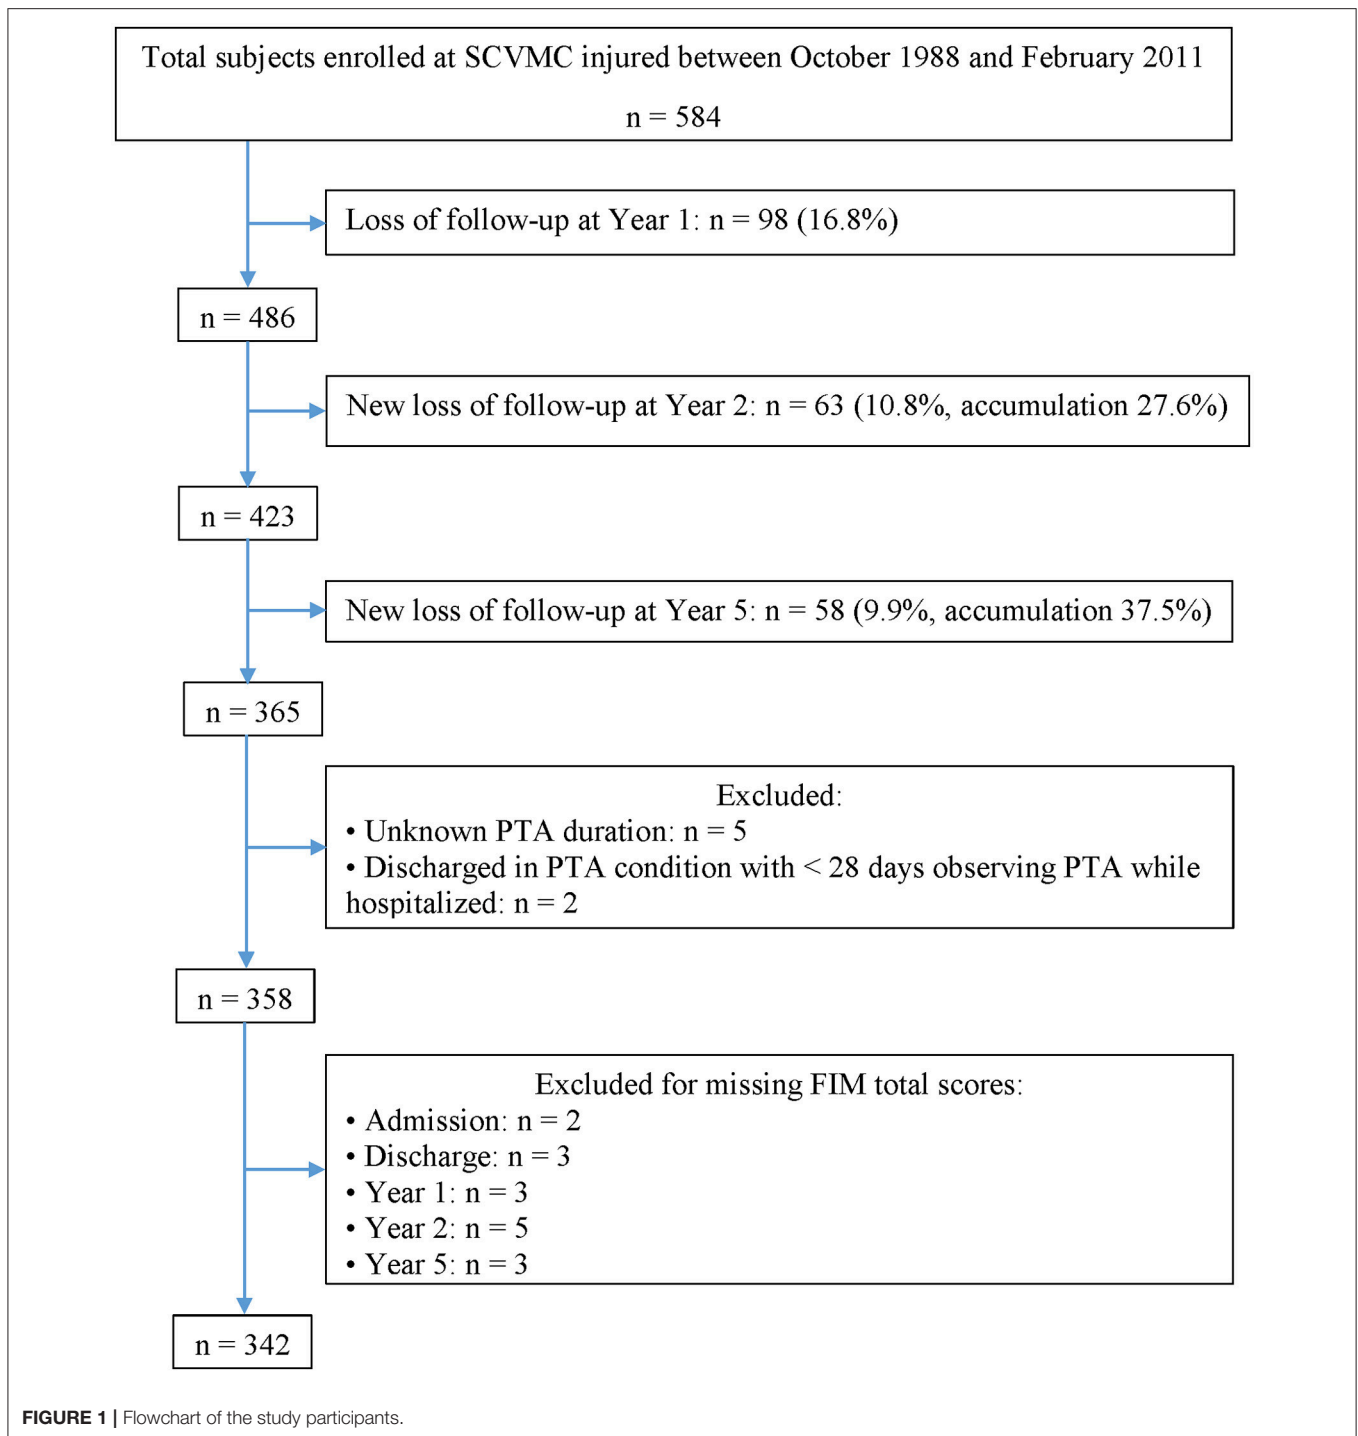 Total subjects enrolled at SCVMC injured between October 1988 and February 2011
n = 584
Loss of follow-up at Year 1: n = 98 (16.8%)
n = 486
New loss of follow-up at Year 2: n = 63 (10.8%, accumulation 27.6%)
n = 423
New loss of follow-up at Year 5: n = 58 (9.9%, accumulation 37.5%)
n = 365
Excluded:
• Unknown PTA duration: n = 5
• Discharged in PTA condition with < 28 days observing PTA while
hospitalized: n = 2
n = 358
Excluded for missing FIM total scores:
• Admission: n = 2
• Discharge: n = 3
• Year 1: n = 3
• Year 2: n = 5
• Year 5: n = 3
n = 342
FIGURE 1 | Flowchart of the study participants.